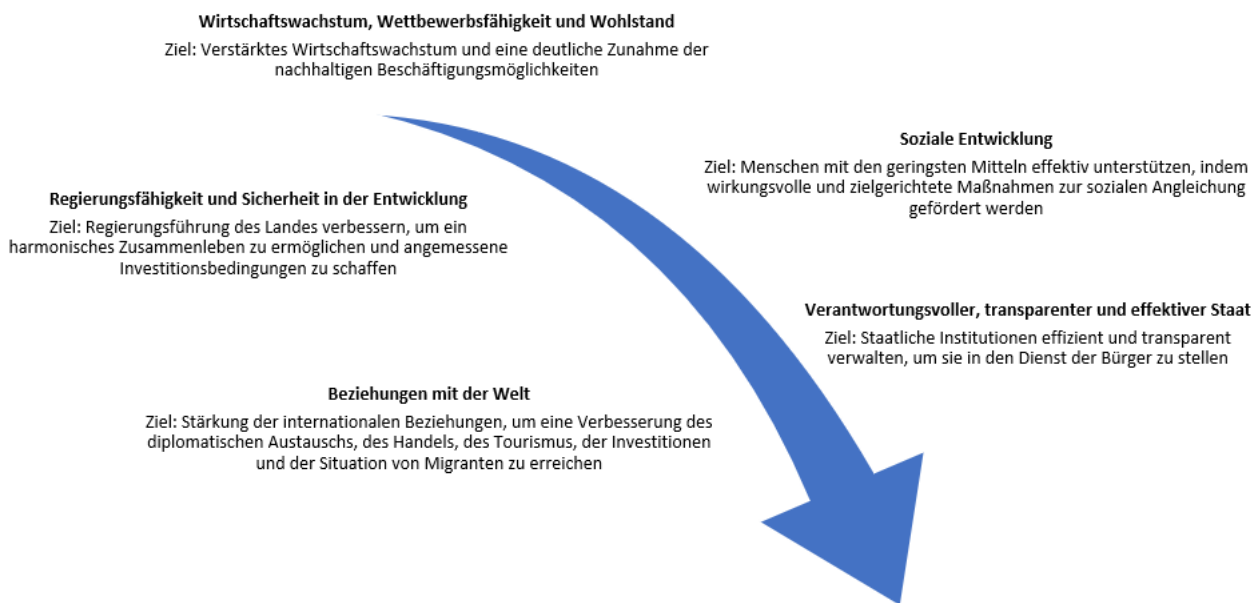 Wirtschaftswachstum, Wettbewerbsfähigkeit und Wohlstand
Ziel: Verstärktes Wirtschaftswachstum und eine deutliche Zunahme der
nachhaltigen Beschäftigungsmöglichkeiten
Soziale Entwicklung
Ziel: Menschen mit den geringsten Mitteln effektiv unterstützen, indem
wirkungsvolle und zielgerichtete Maßnahmen zur sozialen Angleichung
gefördert werden
Regierungsfähigkeit und Sicherheit in der Entwicklung
Ziel: Regierungsführung des Landes verbessern, um ein
harmonisches Zusammenleben zu ermöglichen und angemessene
Investitionsbedingungen zu schaffen
Verantwortungsvoller, transparenter und effektiver Staat
Ziel: Staatliche Institutionen effizient und transparent
verwalten, um sie in den Dienst der Bürger zu stellen
Beziehungen mit der Welt
Ziel: Stärkung der internationalen Beziehungen, um eine Verbesserung des
diplomatischen Austauschs, des Handels, des Tourismus, der Investitionen
und der Situation von Migranten zu erreichen